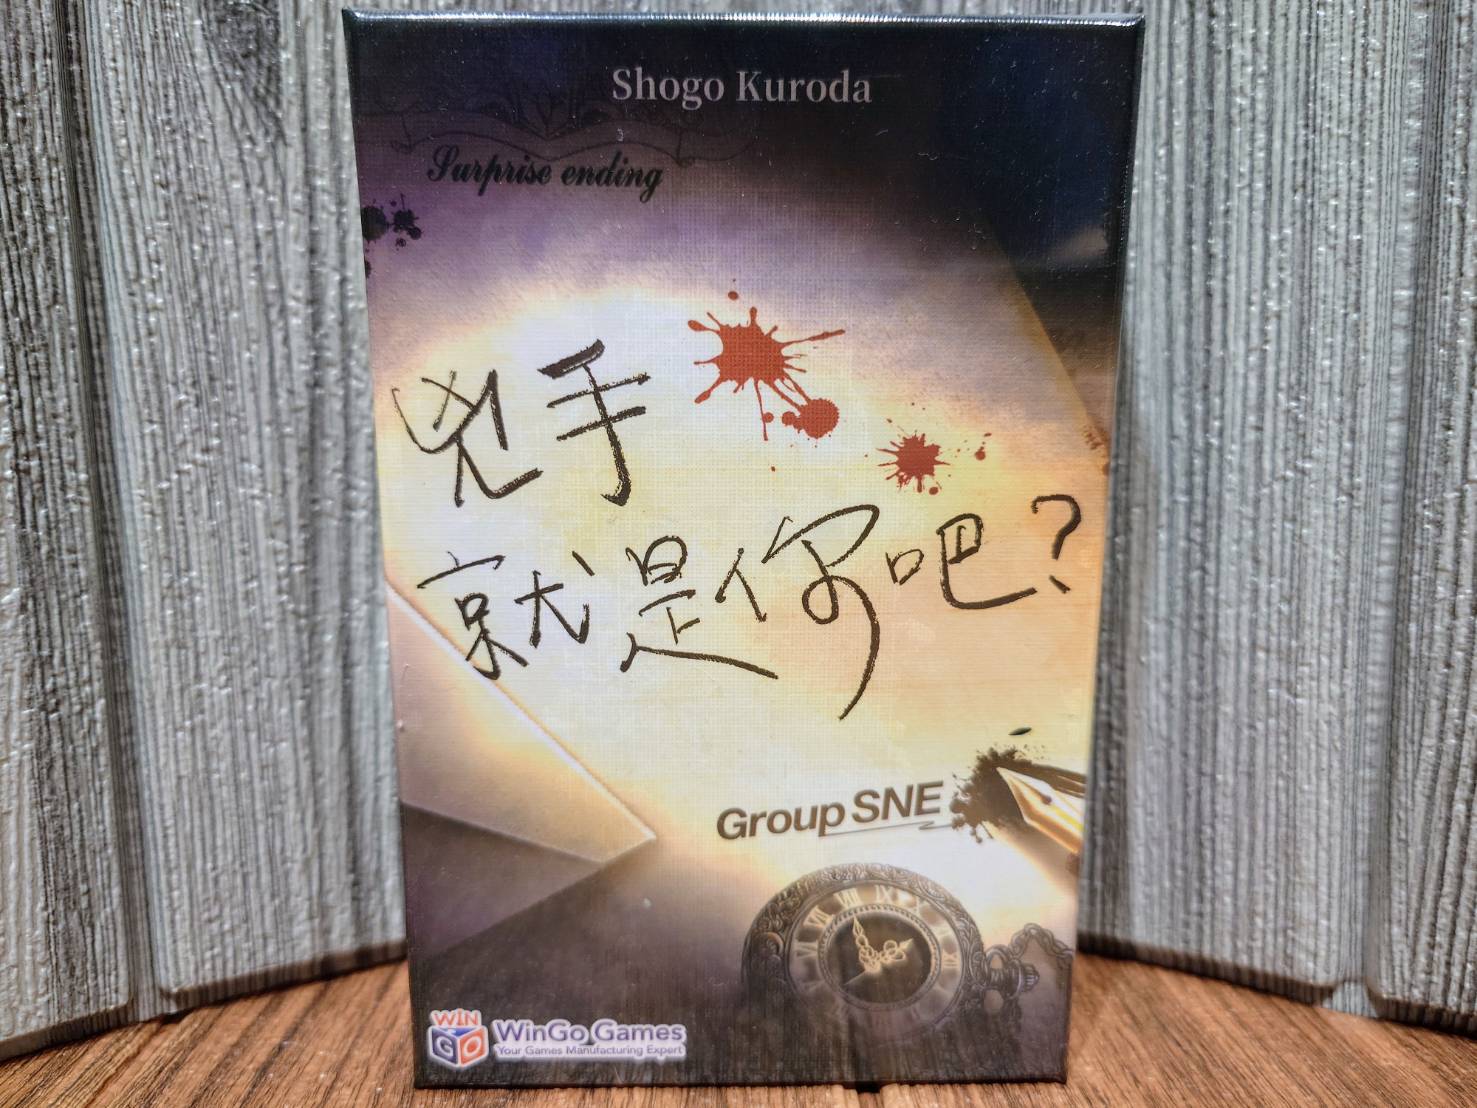 Shogo Kuroda
Surprise ending
兇手
就是你吧?
Group SNE
WIN
GO
WinGo Games
Your Games Manufacturing Expert